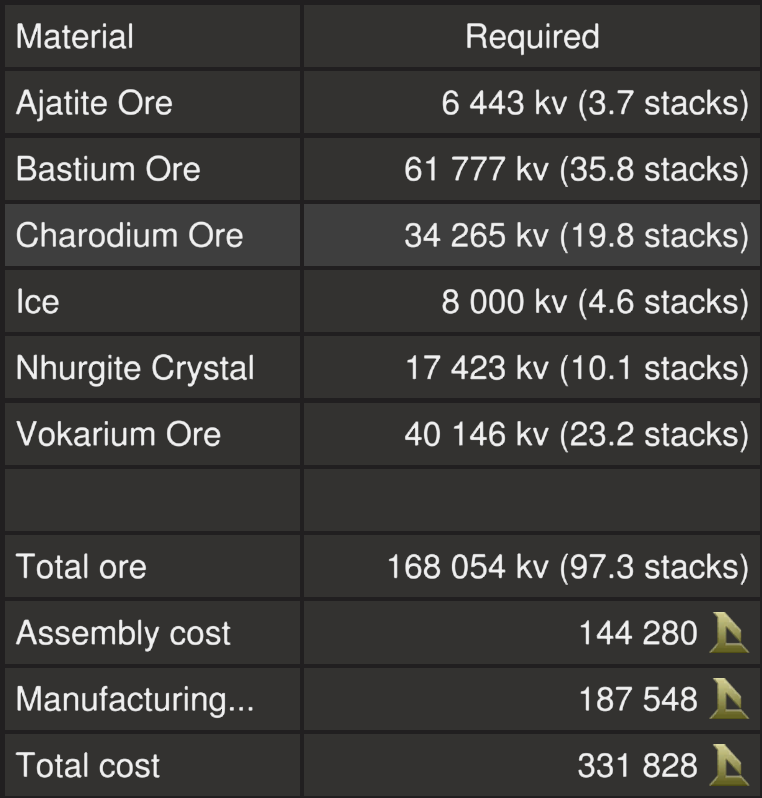 Material Required
Ajatite Ore 6 443 kv (3.7 stacks)
Bastium Ore 61 777 kv (35.8 stacks)
Charodium Ore 34 265 kv (19.8 stacks)
Ice 8 000 kv (4.6 stacks)
Nhurgite Crystal 17 423 kv (10.1 stacks)
Vokarium Ore 40 146 kv (23.2 stacks)
Total ore 168 054 kv (97.3 stacks)
Assembly cost 144 280
Manufacturing... 187 548
Total cost 331 828